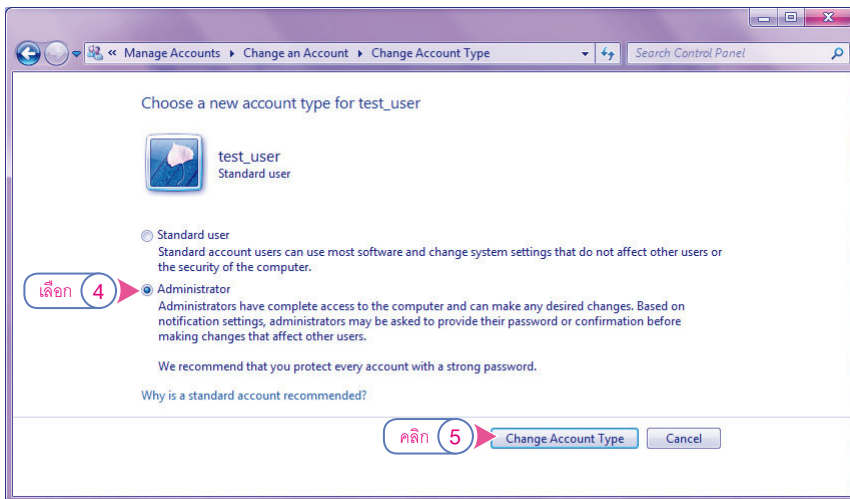 « Manage Accounts ▸ Change an Account ▸ Change Account Type
Search Control Panel
Choose a new account type for test_user
test_user
Standard user
Standard user
Standard account users can use most software and change system settings that do not affect other users or
the security of the computer.
เลือก 4
Administrator
Administrators have complete access to the computer and can make any desired changes. Based on
notification settings, administrators may be asked to provide their password or confirmation before
making changes that affect other users.
We recommend that you protect every account with a strong password.
Why is a standard account recommended?
คลิก 5
Change Account Type
Cancel